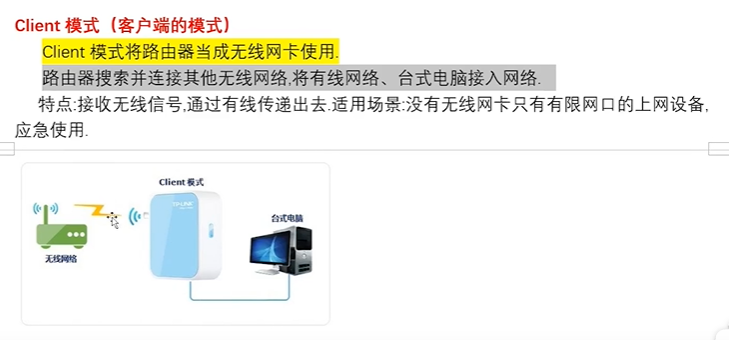 Client 模式（客户端的模式）
Client 模式将路由器当成无线网卡使用.
路由器搜索并连接其他无线网络,将有线网络、台式电脑接入网络.
特点:接收无线信号,通过有线传递出去.适用场景:没有无线网卡只有有限网口的上网设备,
应急使用.
Client 模式
TP-LINK
台式电脑
无线网络